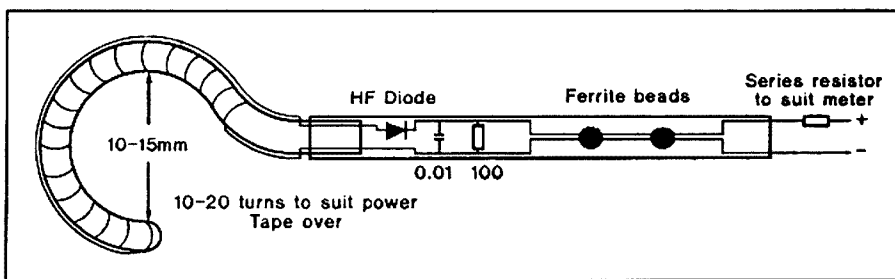 HF Diode
Ferrite beads
Series resistor
to suit meter
+
10-15mm
-
0.01 100
10-20 turns to suit power
Tape over